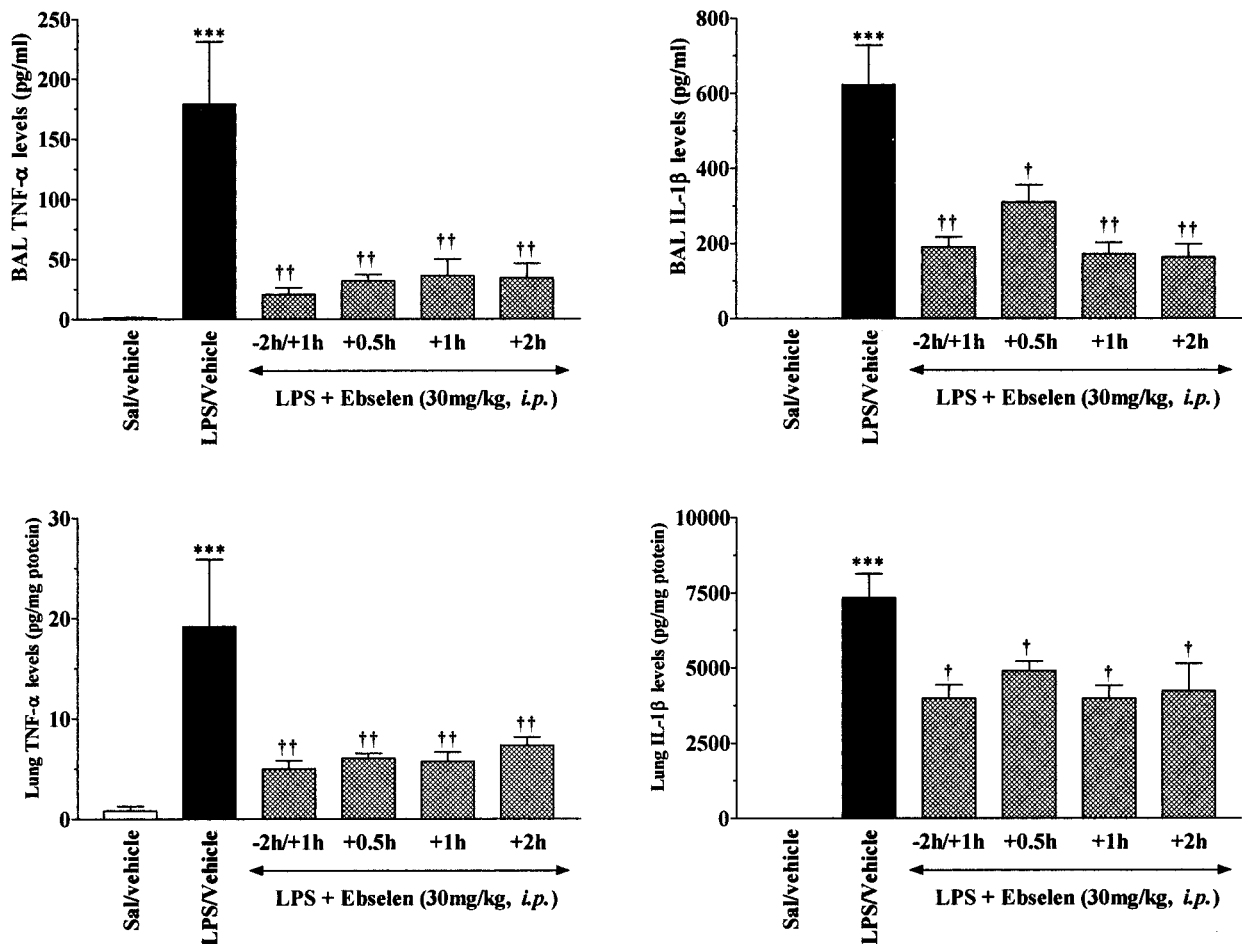 BAL TNF-α levels (pg/ml)
250
200
150
100
50
0
***
††
††
††
††
Sal/vehicle
LPS/Vehicle
-2h/+1h
+0.5h
+1h
+2h
LPS + Ebselen (30mg/kg, i.p.)
BAL IL-1β levels (pg/ml)
800
600
400
200
0
***
††
†
††
††
Sal/vehicle
LPS/Vehicle
-2h/+1h
+0.5h
+1h
+2h
LPS + Ebselen (30mg/kg, i.p.)
Lung TNF-α levels (pg/mg ptotein)
30
20
10
0
***
††
††
††
††
Sal/vehicle
LPS/Vehicle
-2h/+1h
+0.5h
+1h
+2h
LPS + Ebselen (30mg/kg, i.p.)
Lung IL-1β levels (pg/mg ptotein)
10000
7500
5000
2500
0
***
†
†
†
†
Sal/vehicle
LPS/Vehicle
-2h/+1h
+0.5h
+1h
+2h
LPS + Ebselen (30mg/kg, i.p.)